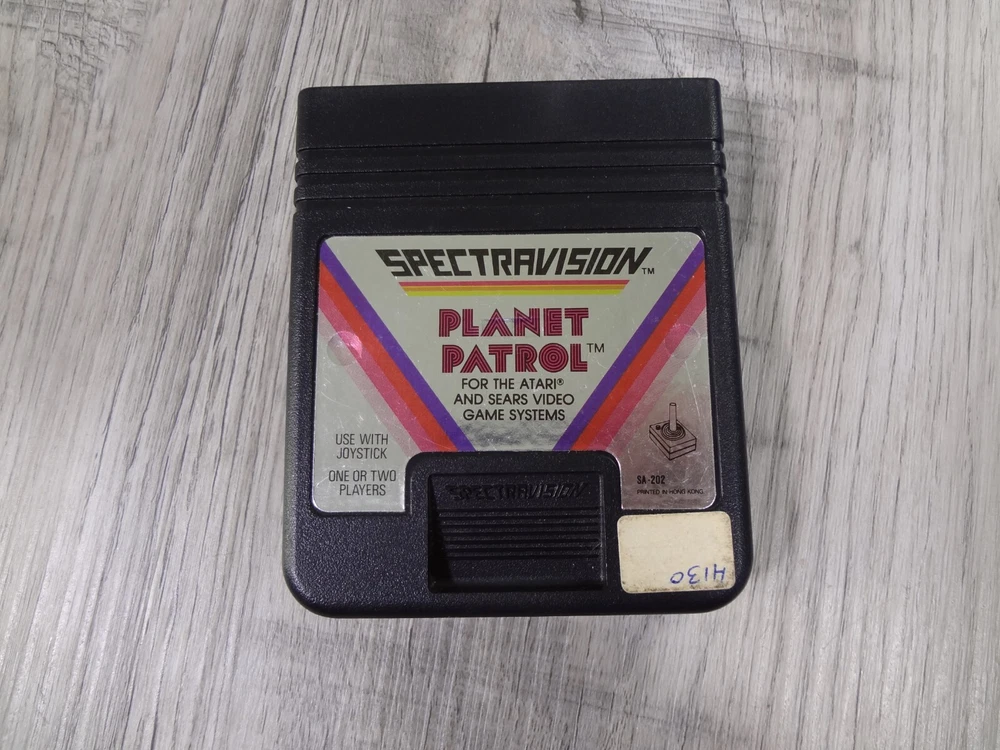 SPECTRAVISION™
PLANET
PATROL™
FOR THE ATARI®
AND SEARS VIDEO
GAME SYSTEMS
USE WITH
JOYSTICK
ONE OR TWO
PLAYERS
SA-202
PRINTED IN HONG KONG
SPECTRAVISION
H130